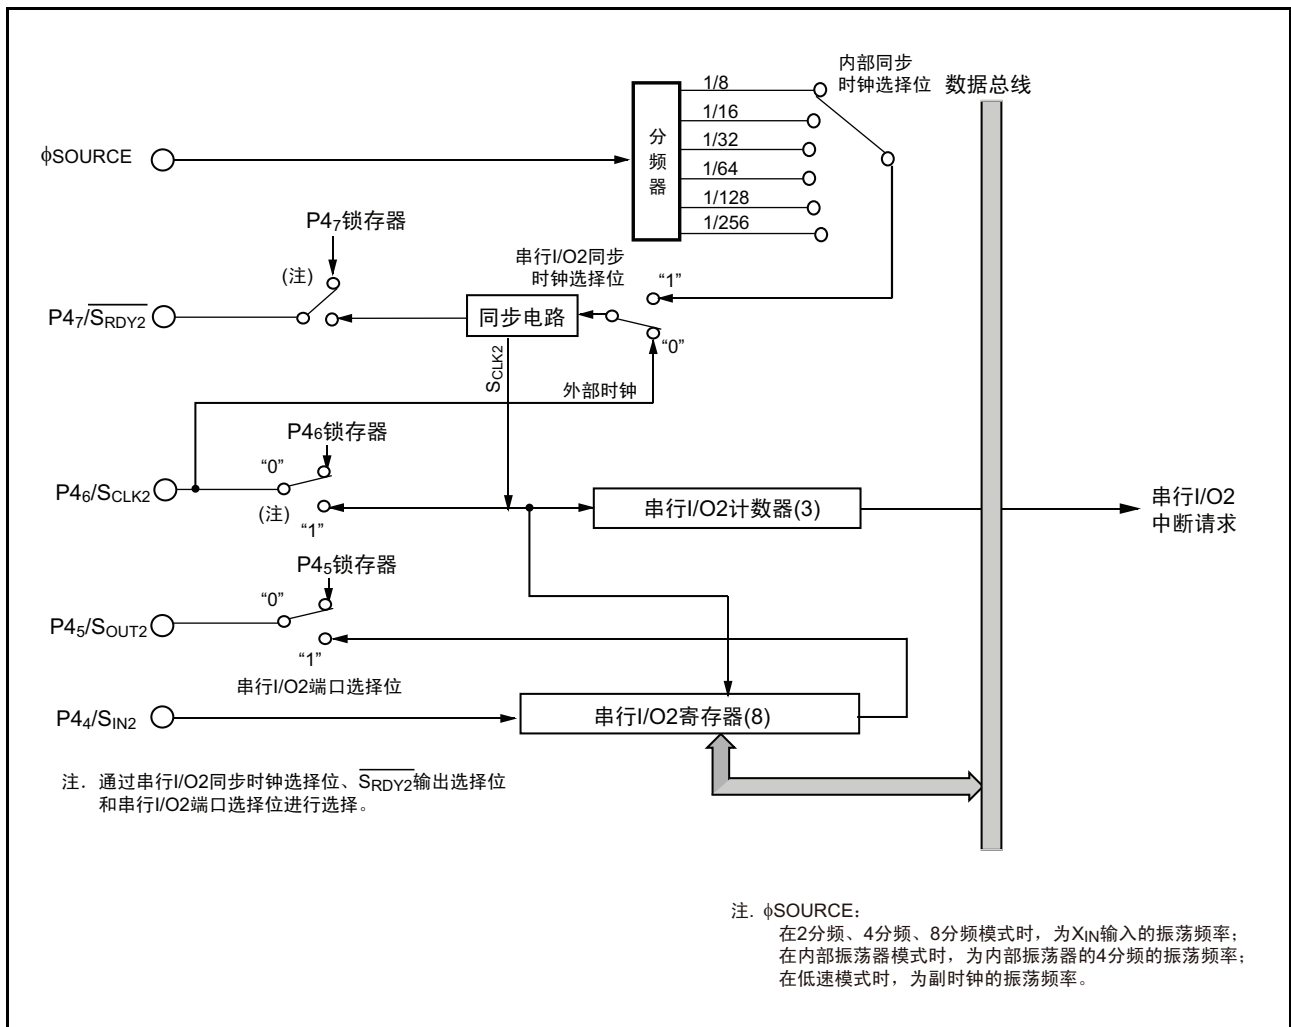 内部同步
时钟选择位
数据总线
1/8
1/16
1/32
1/64
1/128
1/256
分
频
器
ϕSOURCE
P47锁存器
(注)
串行I/O2同步
时钟选择位
“1”
P47/SRDY2
同步电路
“0”
SCLK2
外部时钟
P46锁存器
“0”
P46/SCLK2
(注)
“1”
串行I/O2计数器(3)
串行I/O2
中断请求
P45锁存器
“0”
P45/SOUT2
“1”
串行I/O2端口选择位
P44/SIN2
串行I/O2寄存器(8)
注. 通过串行I/O2同步时钟选择位、SRDY2输出选择位
和串行I/O2端口选择位进行选择。
注. ϕSOURCE：
在2分频、4分频、8分频模式时，为XIN输入的振荡频率；
在内部振荡器模式时，为内部振荡器的4分频的振荡频率；
在低速模式时，为副时钟的振荡频率。